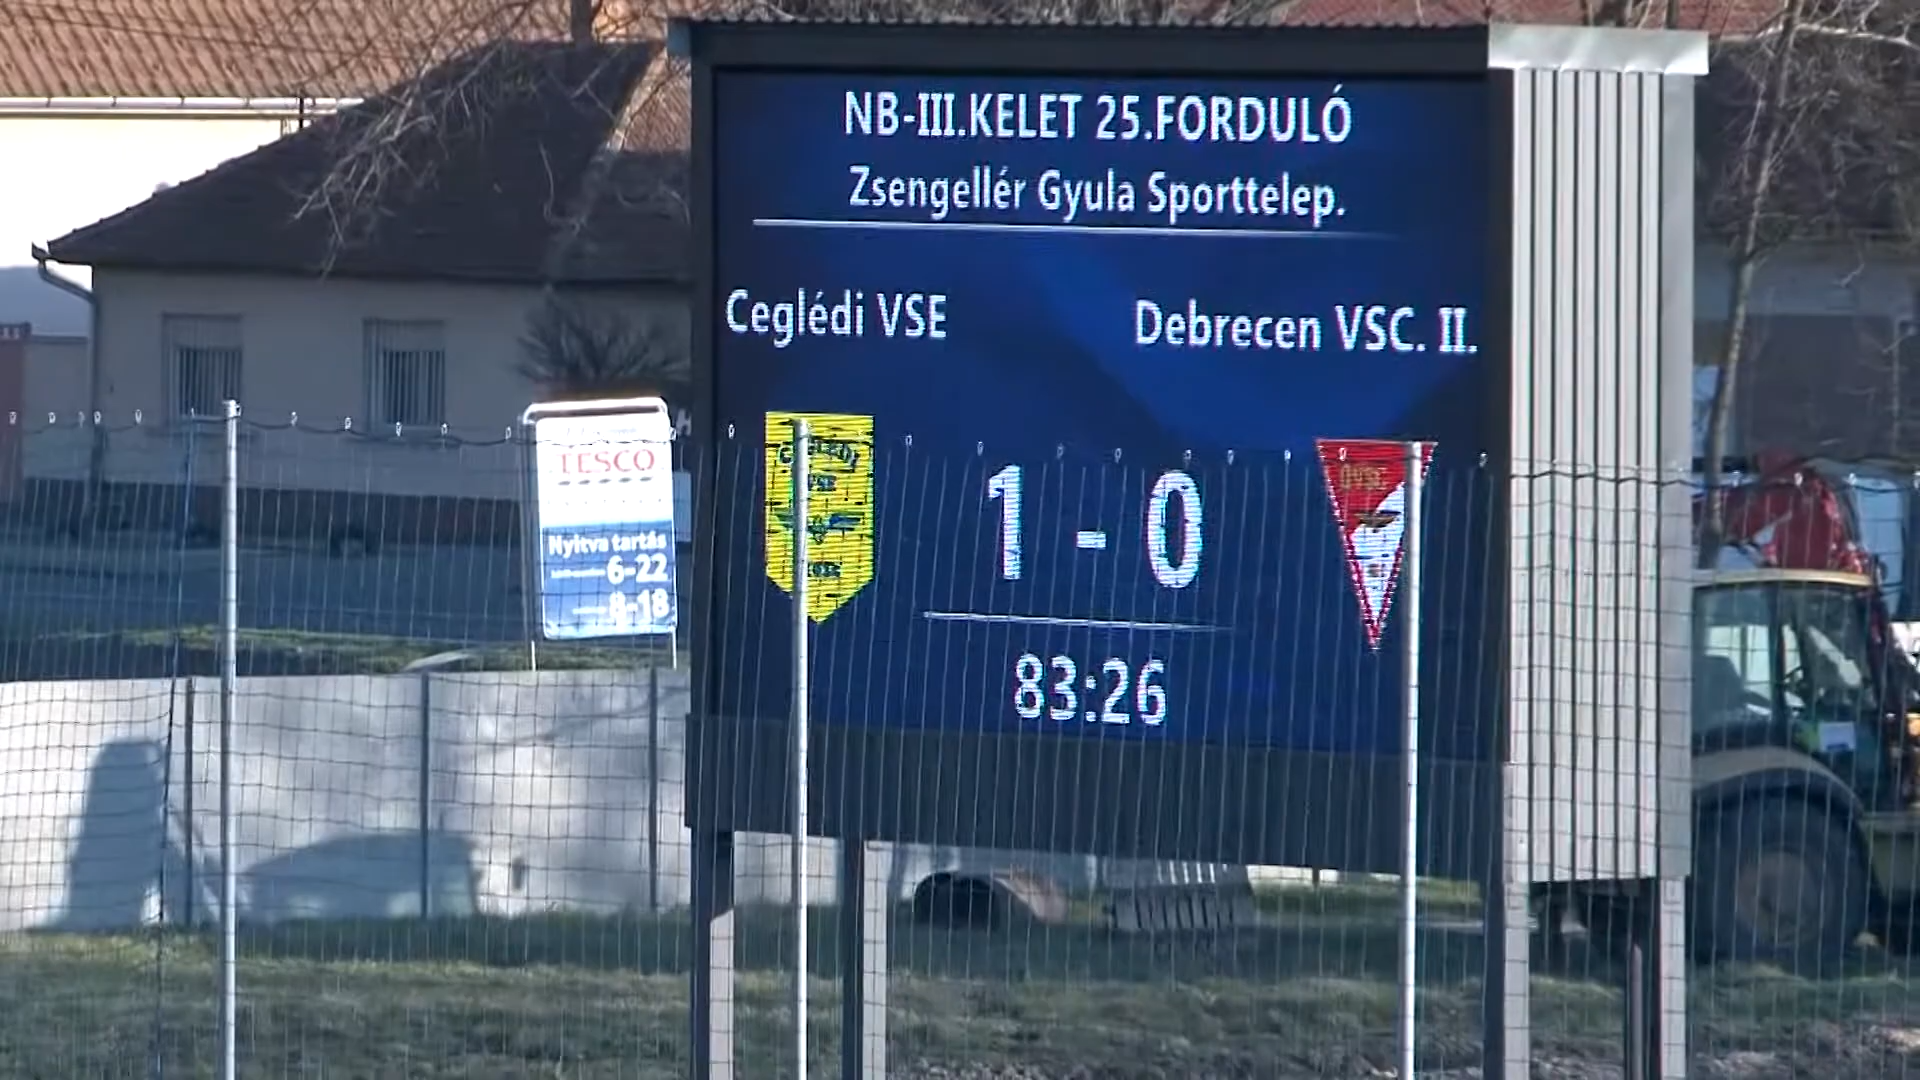 NB-III.KELET 25.FORDULÓ
Zsengellér Gyula Sporttelep.
Ceglédi VSE
Debrecen VSC. II.
DVSC
1 - 0
83:26
TESCO
Nyitva tartás
6-22
8-18